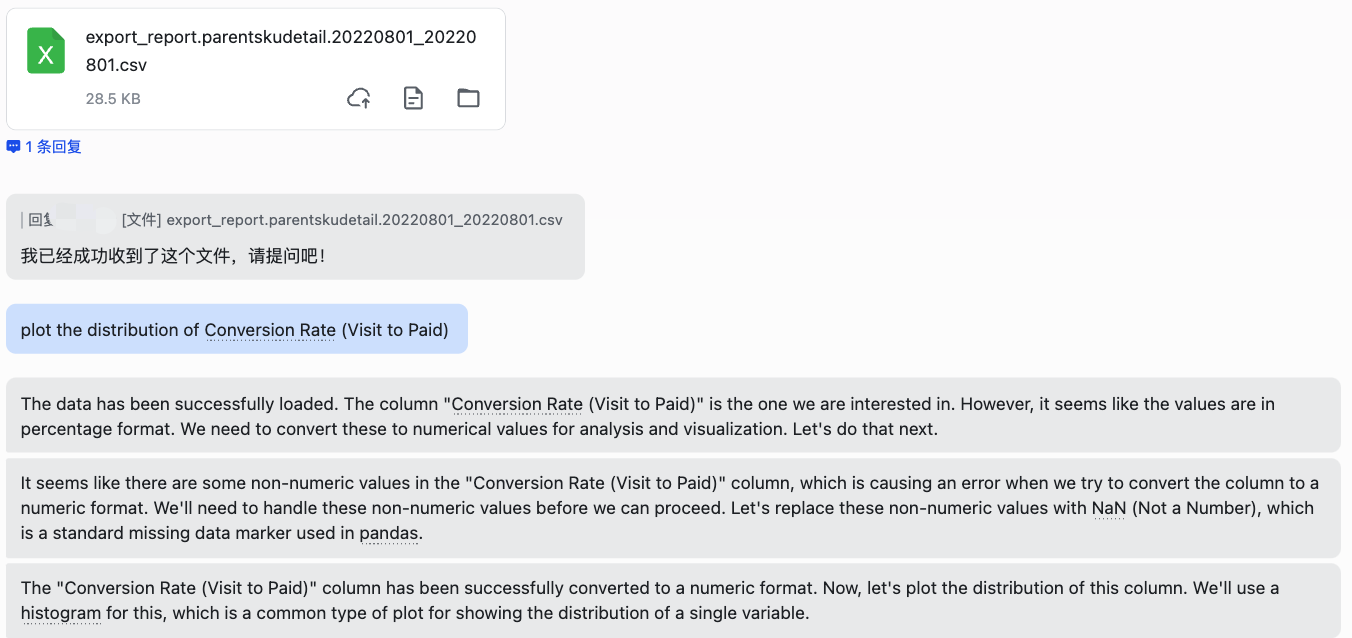 X
export_report.parentskudetail.20220801_20220
801.csv
28.5 KB
1 条回复
回复 [文件] export_report.parentskudetail.20220801_20220801.csv
我已经成功收到了这个文件，请提问吧！
plot the distribution of Conversion Rate (Visit to Paid)
The data has been successfully loaded. The column "Conversion Rate (Visit to Paid)" is the one we are interested in. However, it seems like the values are in
percentage format. We need to convert these to numerical values for analysis and visualization. Let's do that next.
It seems like there are some non-numeric values in the "Conversion Rate (Visit to Paid)" column, which is causing an error when we try to convert the column to a
numeric format. We'll need to handle these non-numeric values before we can proceed. Let's replace these non-numeric values with NaN (Not a Number), which
is a standard missing data marker used in pandas.
The "Conversion Rate (Visit to Paid)" column has been successfully converted to a numeric format. Now, let's plot the distribution of this column. We'll use a
histogram for this, which is a common type of plot for showing the distribution of a single variable.